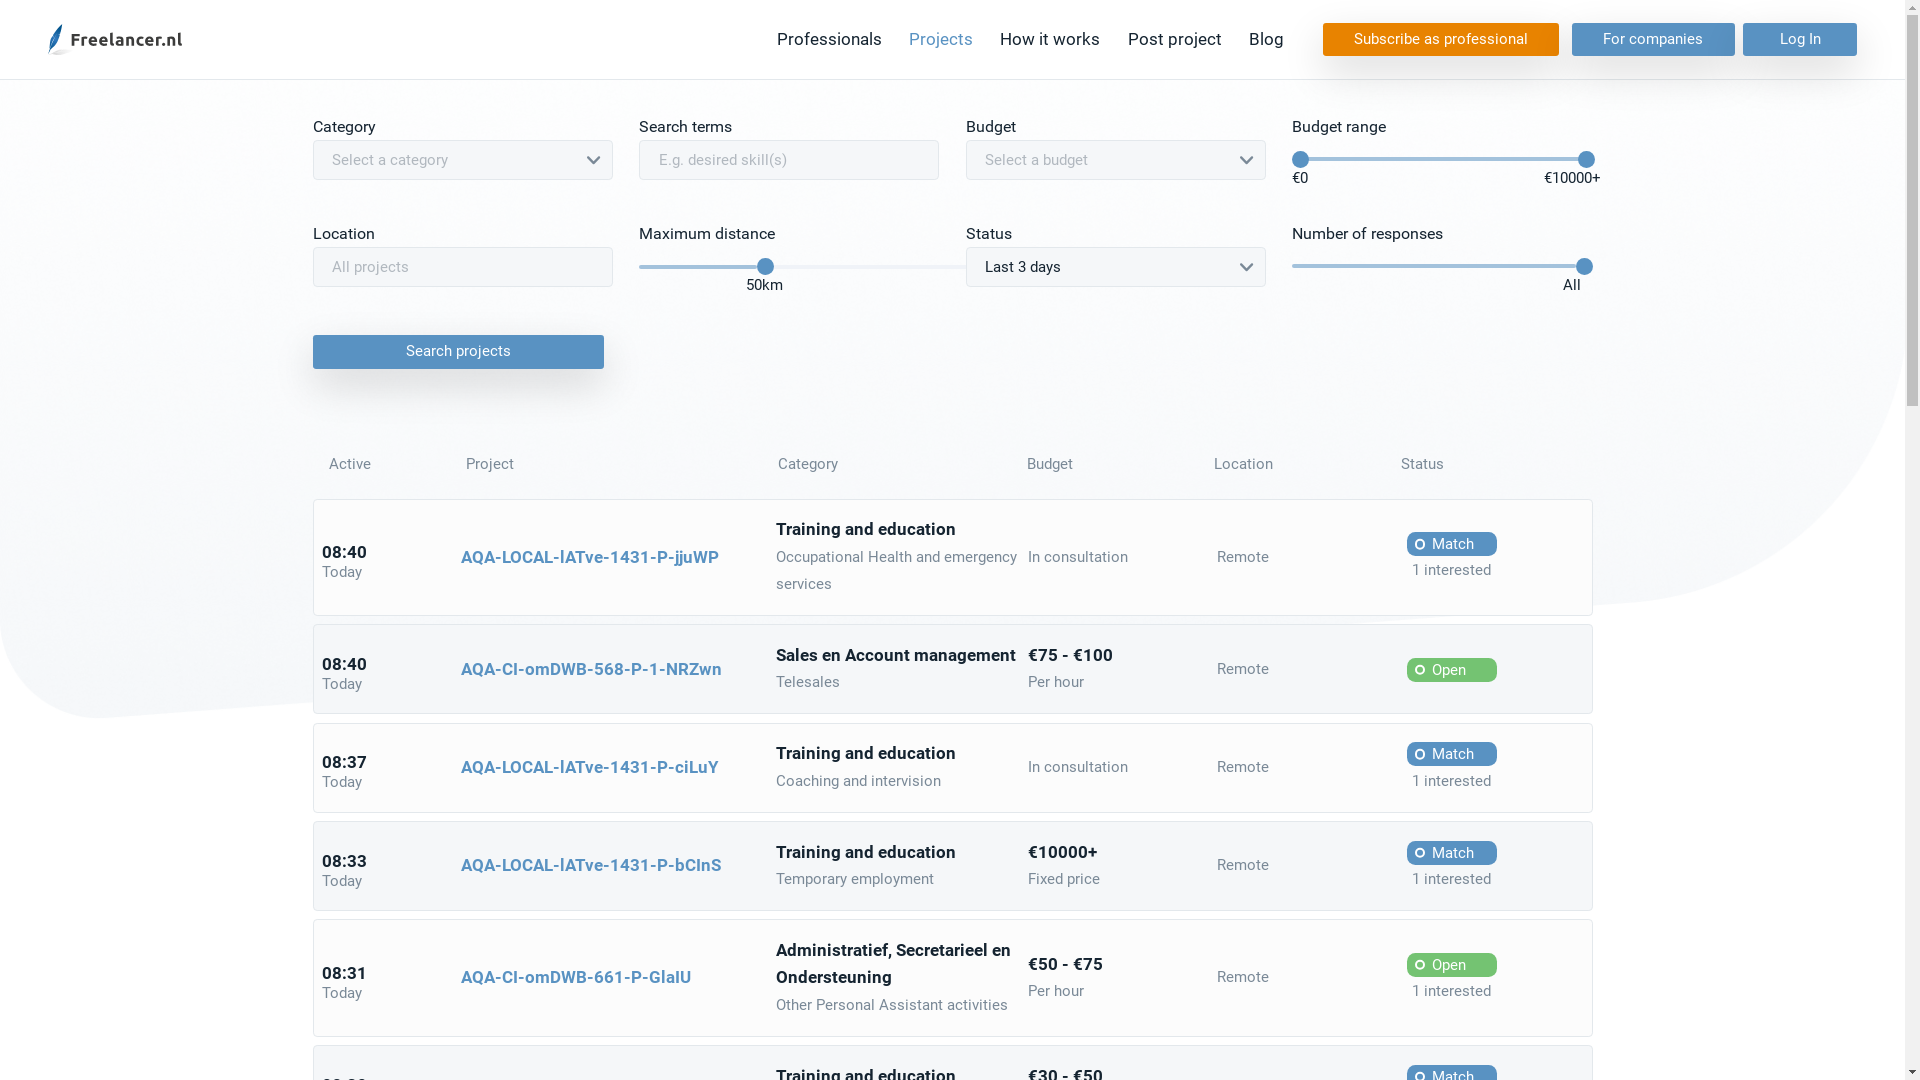 Freelancer.nl
Professionals Projects How it works Post project Blog Subscribe as professional For companies Log In
Category Search terms Budget Budget range
Select a category E.g. desired skill(s) Select a budget
€0 €10000+
Location Maximum distance Status Number of responses
All projects Last 3 days
50km All
Search projects
Active Project Category Budget Location Status
Training and education
08:40 Match
AQA-LOCAL-lATve-1431-P-jjuWP Occupational Health and emergency In consultation Remote
Today 1 interested
services
Sales en Account management €75 - €100
08:40
AQA-CI-omDWB-568-P-1-NRZwn Remote Open
Today Telesales Per hour
Training and education Match
08:37
AQA-LOCAL-lATve-1431-P-ciLuY In consultation Remote
Today Coaching and intervision 1 interested
Training and education €10000+ Match
08:33
AQA-LOCAL-lATve-1431-P-bCInS Remote
Today Temporary employment Fixed price 1 interested
Administratief, Secretarieel en
€50 - €75 Open
08:31
AQA-CI-omDWB-661-P-GlaIU Ondersteuning Remote
Today Per hour 1 interested
Other Personal Assistant activities
Training and education €30 - €50 Match